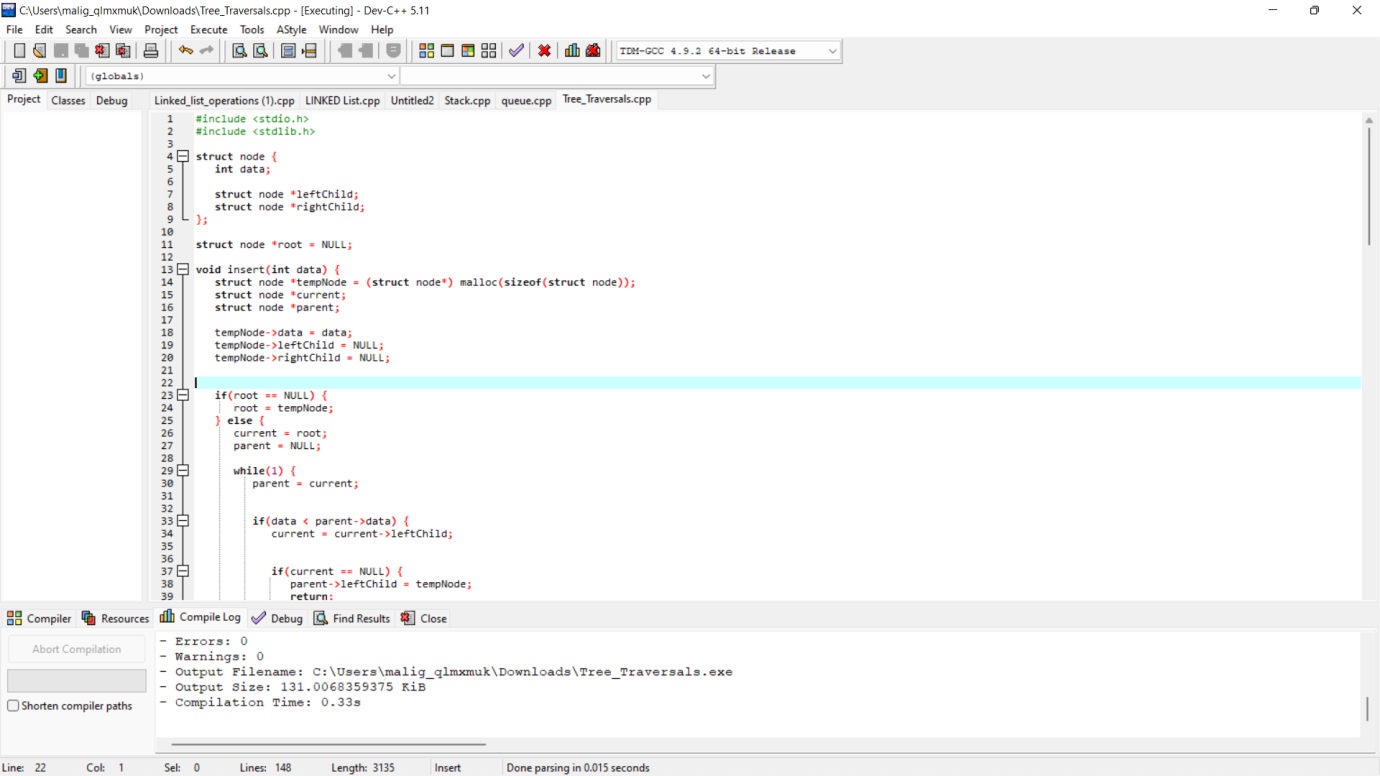 C:\Users\malig_qlmxmuk\Downloads\Tree_Traversals.cpp - [Executing] - Dev-C++ 5.11
File Edit Search View Project Execute Tools AStyle Window Help
TDM-GCC 4.9.2 64-bit Release
(globals)
Project Classes Debug Linked_list_operations (1).cpp LINKED List.cpp Untitled2 Stack.cpp queue.cpp Tree_Traversals.cpp
1 #include <stdio.h>
2 #include <stdlib.h>
3
4 struct node {
5 int data;
6
7 struct node *leftChild;
8 struct node *rightChild;
9 };
10
11 struct node *root = NULL;
12
13 void insert(int data) {
14 struct node *tempNode = (struct node*) malloc(sizeof(struct node));
15 struct node *current;
16 struct node *parent;
17
18 tempNode->data = data;
19 tempNode->leftChild = NULL;
20 tempNode->rightChild = NULL;
21
22
23 if(root == NULL) {
24 root = tempNode;
25 } else {
26 current = root;
27 parent = NULL;
28
29 while(1) {
30 parent = current;
31
32
33 if(data < parent->data) {
34 current = current->leftChild;
35
36
37 if(current == NULL) {
38 parent->leftChild = tempNode;
39 return;
Compiler Resources Compile Log Debug Find Results Close
Abort Compilation
Shorten compiler paths
- Errors: 0
- Warnings: 0
- Output Filename: C:\Users\malig_qlmxmuk\Downloads\Tree_Traversals.exe
- Output Size: 131.0068359375 KiB
- Compilation Time: 0.33s
Line: 22 Col: 1 Sel: 0 Lines: 148 Length: 3135 Insert Done parsing in 0.015 seconds